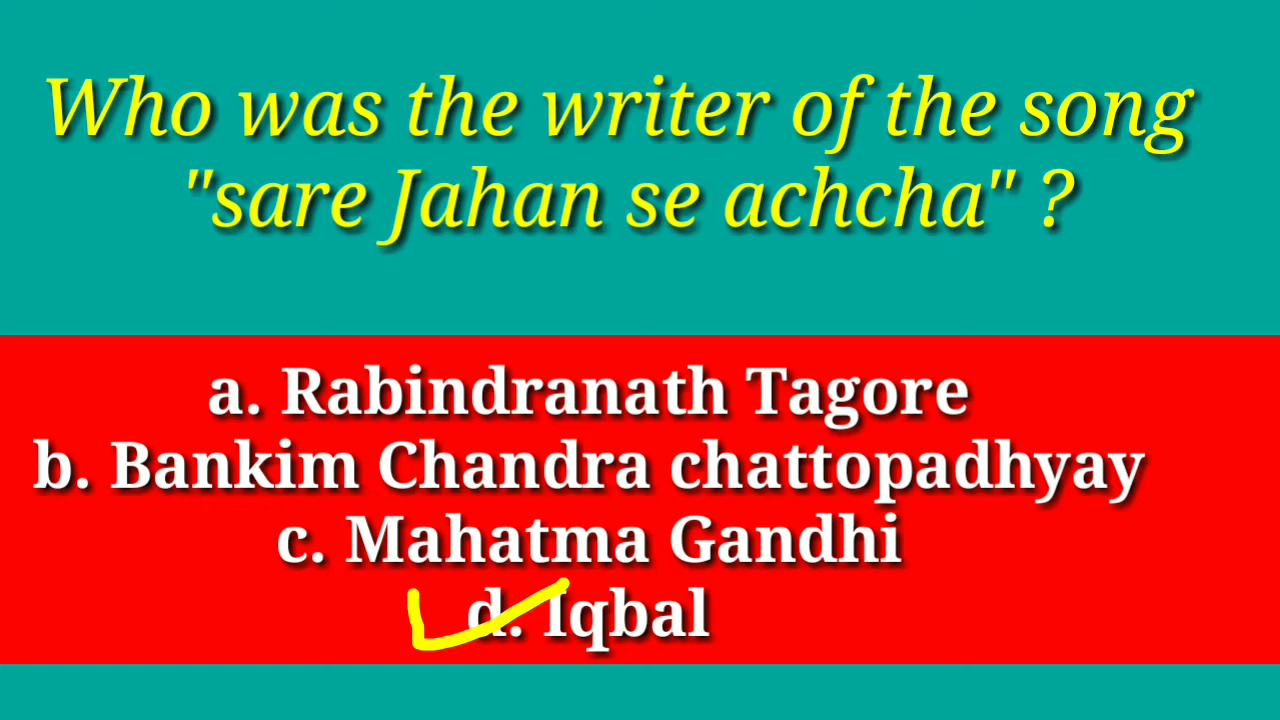 Who was the writer of the song
"sare Jahan se achcha" ?
a. Rabindranath Tagore
b. Bankim Chandra chattopadhyay
c. Mahatma Gandhi
d. Iqbal